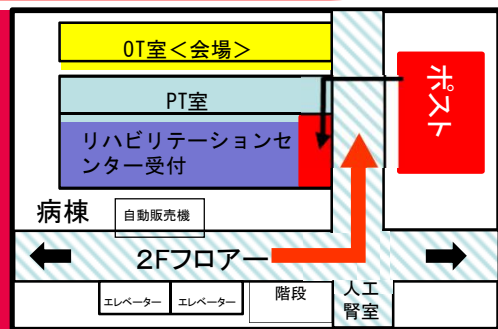 OT室＜会場＞
PT室
リハビリテーションセ
ンター受付
ポスト
病棟
自動販売機
2Fフロアー
エレベーター
エレベーター
階段
人工
腎室